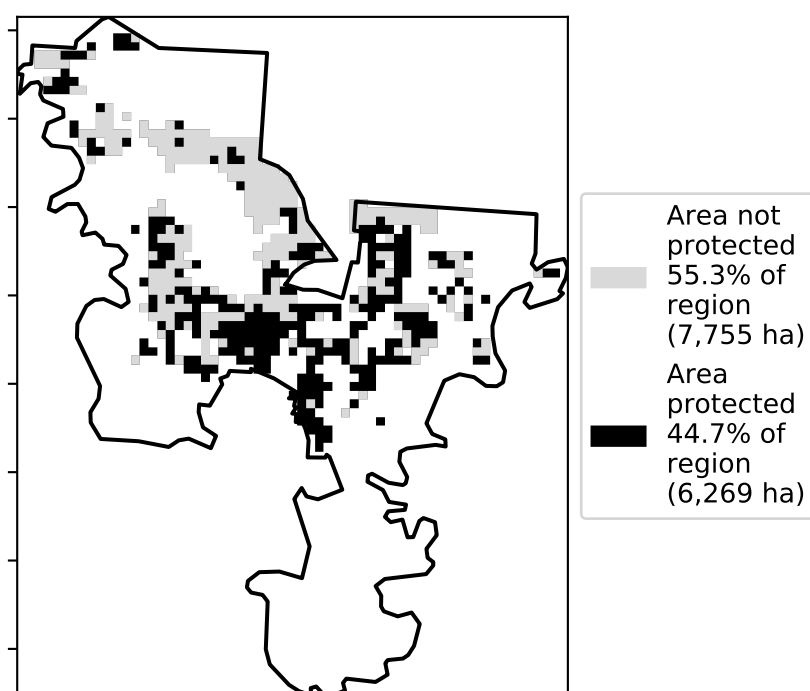 Area not
protected
55.3% of
region
(7,755 ha)
Area
protected
44.7% of
region
(6,269 ha)